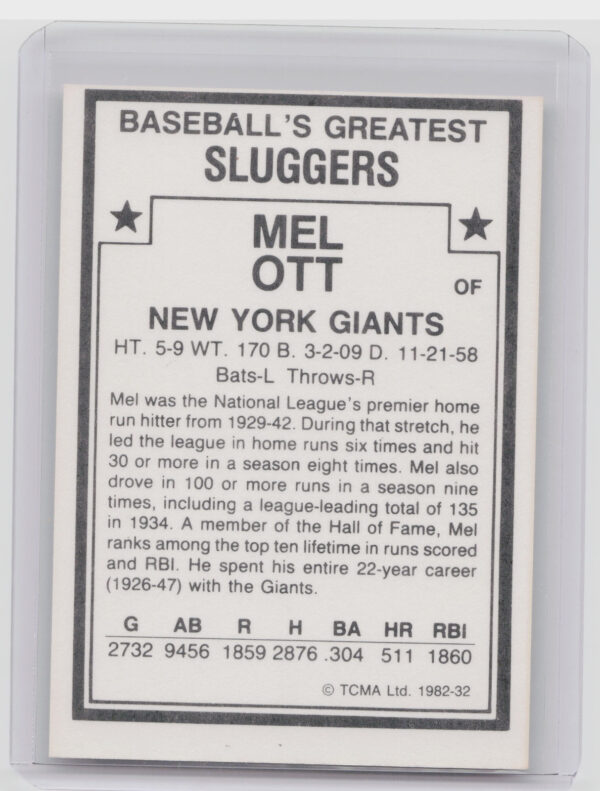 BASEBALL'S GREATEST
SLUGGERS
MEL
OTT
OF
NEW YORK GIANTS
HT. 5-9 WT. 170 B. 3-2-09 D. 11-21-58
Bats-L Throws-R
Mel was the National League's premier home
run hitter from 1929-42. During that stretch, he
led the league in home runs six times and hit
30 or more in a season eight times. Mel also
drove in 100 or more runs in a season nine
times, including a league-leading total of 135
in 1934. A member of the Hall of Fame, Mel
ranks among the top ten lifetime in runs scored
and RBI. He spent his entire 22-year career
(1926-47) with the Giants.
G AB R H BA HR RBI
2732 9456 1859 2876 .304 511 1860
© TCMA Ltd. 1982-32